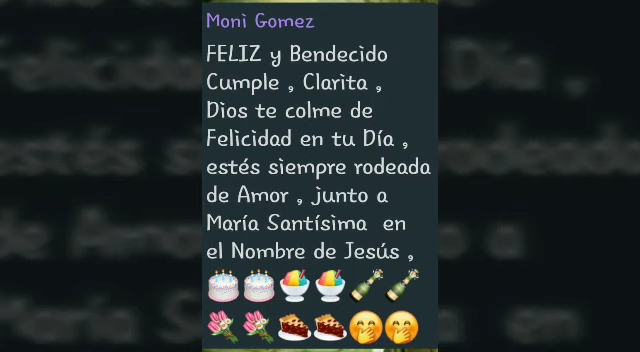 Moni Gomez
FELIZ y Bendecido
Cumple , Clarita ,
Dios te colme de
Felicidad en tu Día ,
estés siempre rodeada
de Amor , junto a
María Santísima en
el Nombre de Jesús ,